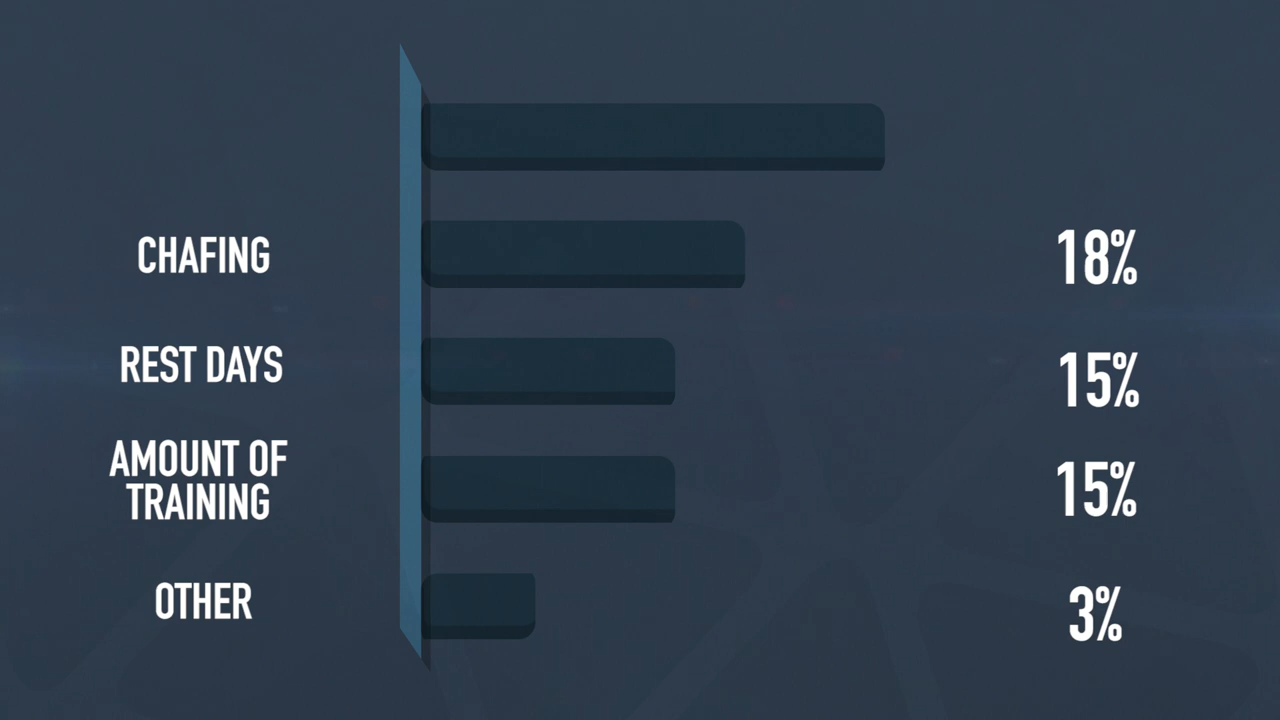 CHAFING 18%
REST DAYS 15%
AMOUNT OF
TRAINING 15%
OTHER 3%